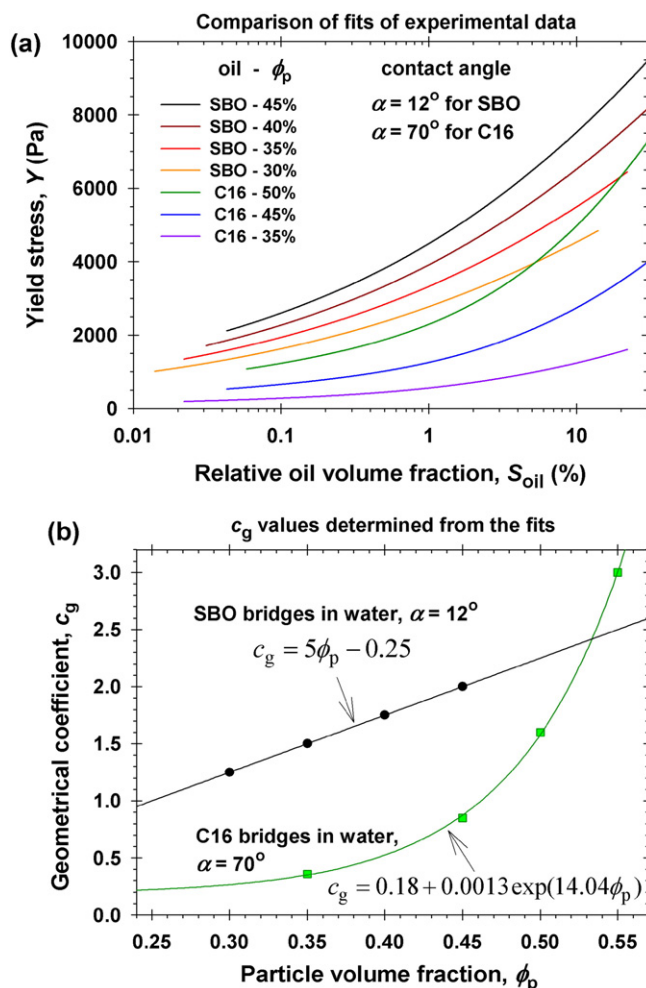 Comparison of fits of experimental data
(a)
10000
8000
6000
4000
2000
0
Yield stress, Y (Pa)
oil - ϕp
SBO - 45%
SBO - 40%
SBO - 35%
SBO - 30%
C16 - 50%
C16 - 45%
C16 - 35%
contact angle
α = 12° for SBO
α = 70° for C16
0.01 0.1 1 10
Relative oil volume fraction, Soil (%)
(b)
cg values determined from the fits
3.0
2.5
2.0
1.5
1.0
0.5
0.0
Geometrical coefficient, cg
SBO bridges in water, α = 12°
cg = 5ϕp − 0.25
C16 bridges in water,
α = 70°
cg = 0.18 + 0.0013 exp(14.04ϕp)
0.25 0.30 0.35 0.40 0.45 0.50 0.55
Particle volume fraction, ϕp